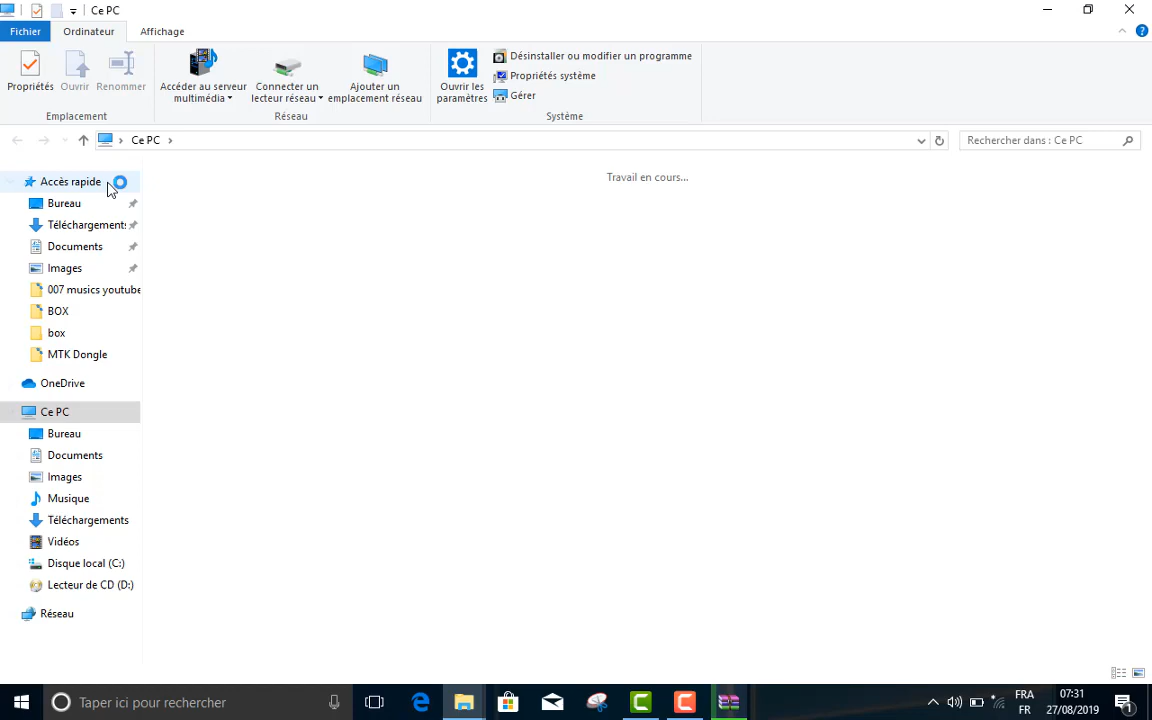 Ce PC
Fichier
Ordinateur
Affichage
Propriétés
Ouvrir
Renommer
Accéder au serveur
multimédia
Connecter un
lecteur réseau
Ajouter un
emplacement réseau
Ouvrir les
paramètres
Désinstaller ou modifier un programme
Propriétés système
Gérer
Emplacement
Réseau
Système
Ce PC
Rechercher dans : Ce PC
Travail en cours...
Accès rapide
Bureau
Téléchargements
Documents
Images
007 musics youtube
BOX
box
MTK Dongle
OneDrive
Ce PC
Bureau
Documents
Images
Musique
Téléchargements
Vidéos
Disque local (C:)
Lecteur de CD (D:)
Réseau
Taper ici pour rechercher
FRA
FR
07:31
27/08/2019
1